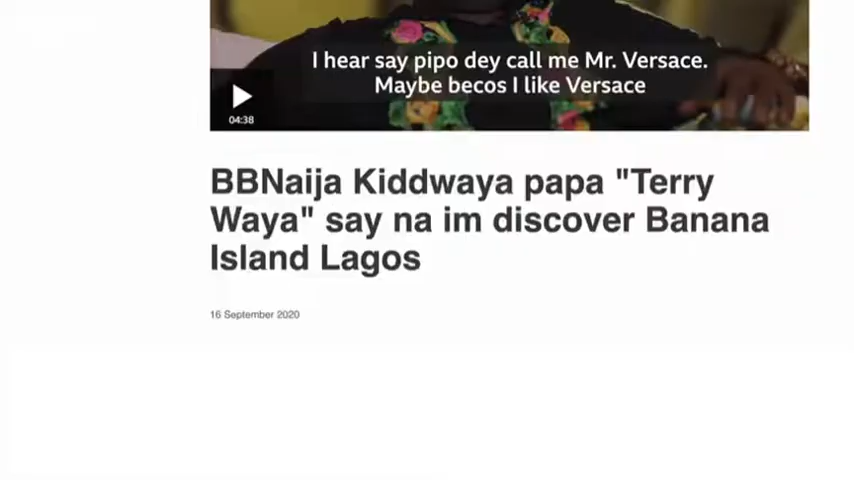 I hear say pipo dey call me Mr. Versace.
Maybe becos I like Versace
04:38
BBNaija Kiddwaya papa "Terry
Waya" say na im discover Banana
Island Lagos
16 September 2020